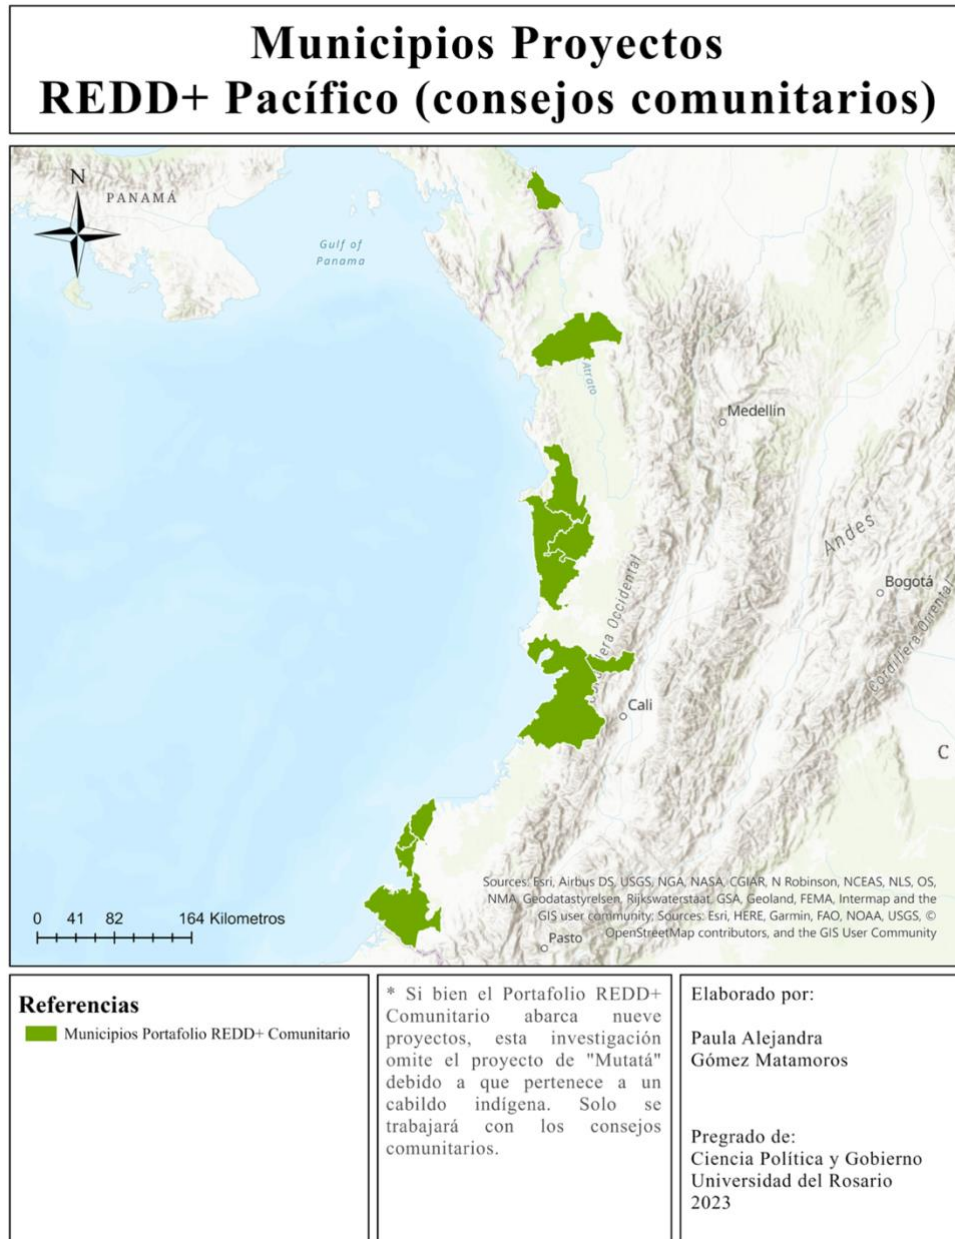 Municipios Proyectos
REDD+ Pacífico (consejos comunitarios)
N
PANAMÁ
Gulf of
Panama
Atrato
Medellín
Andes
Bogotá
Cordillera Oriental
Cali
C
Sources: Esri, Airbus DS, USGS, NGA, NASA, CGIAR, N Robinson, NCEAS, NLS, OS,
NMA, Geodatastyrelsen, Rijkswaterstaat, GSA, Geoland, FEMA, Intermap and the
GIS user community, Sources: Esri, HERE, Garmin, FAO, NOAA, USGS, ©
OpenStreetMap contributors, and the GIS User Community
Pasto
0 41 82 164 Kilometros
Referencias
Municipios Portafolio REDD+ Comunitario
* Si bien el Portafolio REDD+
Comunitario abarca nueve
proyectos, esta investigación
omite el proyecto de "Mutatá"
debido a que pertenece a un
cabildo indígena. Solo se
trabajará con los consejos
comunitarios.
Elaborado por:
Paula Alejandra
Gómez Matamoros
Pregrado de:
Ciencia Política y Gobierno
Universidad del Rosario
2023